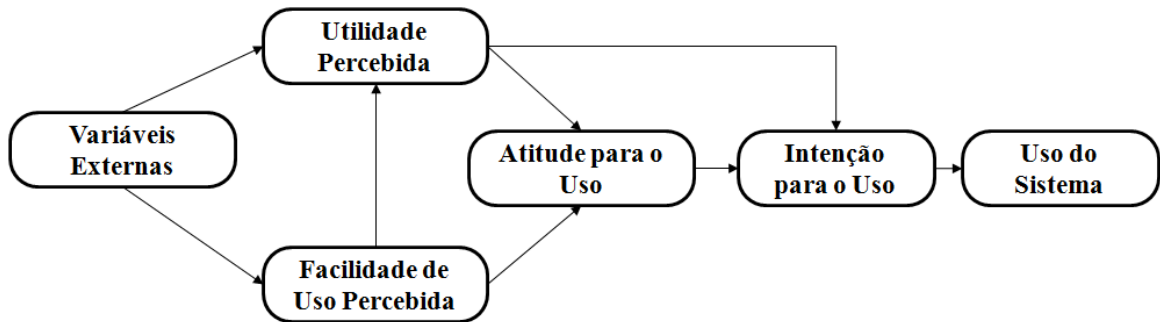 Utilidade
Percebida
Variáveis
Externas
Atitude para o
Uso
Intenção
para o Uso
Uso do
Sistema
Facilidade de
Uso Percebida